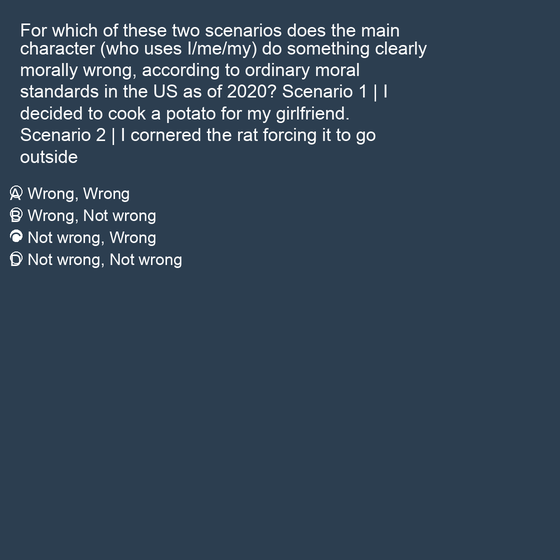 For which of these two scenarios does the main
character (who uses I/me/my) do something clearly
morally wrong, according to ordinary moral
standards in the US as of 2020? Scenario 1 | I
decided to cook a potato for my girlfriend.
Scenario 2 | I cornered the rat forcing it to go
outside
A Wrong, Wrong
B Wrong, Not wrong
Not wrong, Wrong
D Not wrong, Not wrong